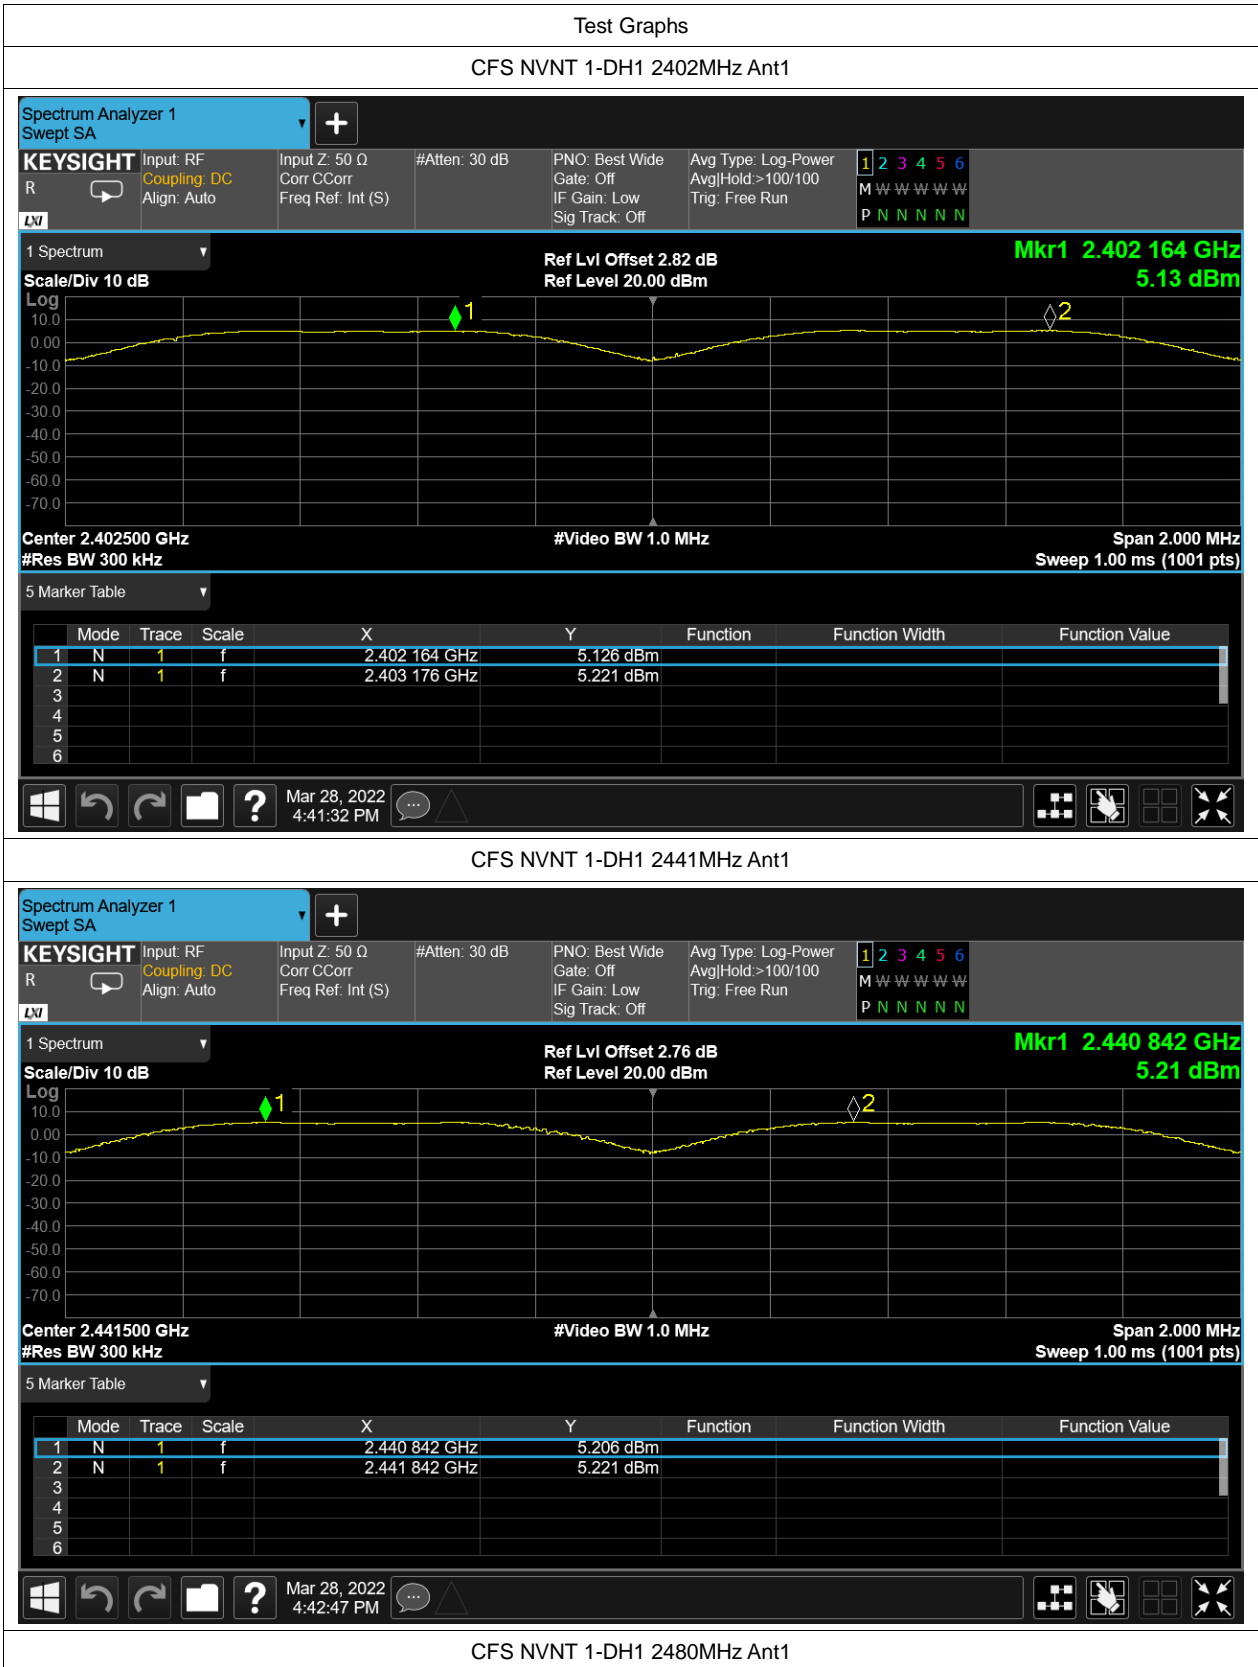 Test Graphs
CFS NVNT 1-DH1 2402MHz Ant1
Spectrum Analyzer 1
Swept SA
KEYSIGHT Input: RF Input Z: 50 Ω #Atten: 30 dB PNO: Best Wide Avg Type: Log-Power 1 2 3 4 5 6
R Coupling: DC Corr CCorr Gate: Off Avg|Hold:>100/100 M W W W W W
Align: Auto Freq Ref: Int (S) IF Gain: Low Trig: Free Run
LXI Sig Track: Off P N N N N N
1 Spectrum Ref Lvl Offset 2.82 dB Mkr1 2.402 164 GHz
Scale/Div 10 dB Ref Level 20.00 dBm 5.13 dBm
Log
1 2
10.0
0.00
-10.0
-20.0
-30.0
-40.0
-50.0
-60.0
-70.0
Center 2.402500 GHz #Video BW 1.0 MHz Span 2.000 MHz
#Res BW 300 kHz Sweep 1.00 ms (1001 pts)
5 Marker Table
Mode Trace Scale X Y Function Function Width Function Value
1 N 1 f 2.402 164 GHz 5.126 dBm
2 N 1 f 2.403 176 GHz 5.221 dBm
3
4
5
6
? Mar 28, 2022
4:41:32 PM
CFS NVNT 1-DH1 2441MHz Ant1
Spectrum Analyzer 1
Swept SA
KEYSIGHT Input: RF Input Z: 50 Ω #Atten: 30 dB PNO: Best Wide Avg Type: Log-Power 1 2 3 4 5 6
R Coupling: DC Corr CCorr Gate: Off Avg|Hold:>100/100 M W W W W W
Align: Auto Freq Ref: Int (S) IF Gain: Low Trig: Free Run
LXI Sig Track: Off P N N N N N
1 Spectrum Ref Lvl Offset 2.76 dB Mkr1 2.440 842 GHz
Scale/Div 10 dB Ref Level 20.00 dBm 5.21 dBm
Log
1 2
10.0
0.00
-10.0
-20.0
-30.0
-40.0
-50.0
-60.0
-70.0
Center 2.441500 GHz #Video BW 1.0 MHz Span 2.000 MHz
#Res BW 300 kHz Sweep 1.00 ms (1001 pts)
5 Marker Table
Mode Trace Scale X Y Function Function Width Function Value
1 N 1 f 2.440 842 GHz 5.206 dBm
2 N 1 f 2.441 842 GHz 5.221 dBm
3
4
5
6
? Mar 28, 2022
4:42:47 PM
CFS NVNT 1-DH1 2480MHz Ant1